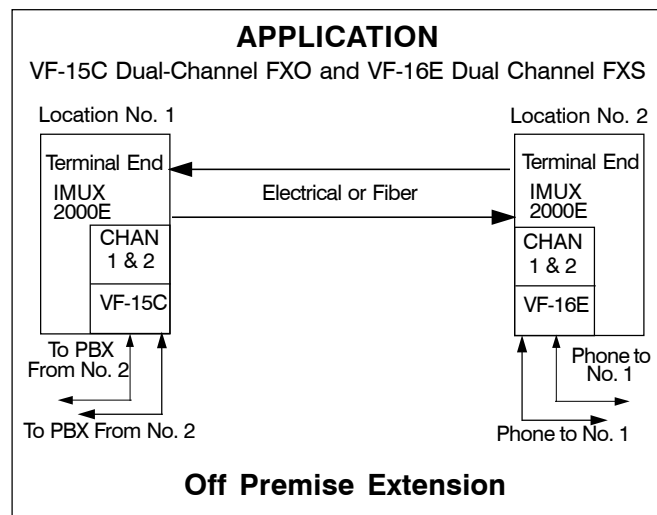 APPLICATION
VF-15C Dual-Channel FXO and VF-16E Dual Channel FXS
Location No. 1
Terminal End
IMUX
2000E
CHAN
1 & 2
VF-15C
To PBX
From No. 2
To PBX From No. 2
Electrical or Fiber
Location No. 2
Terminal End
IMUX
2000E
CHAN
1 & 2
VF-16E
Phone to
No. 1
Phone to No. 1
Off Premise Extension